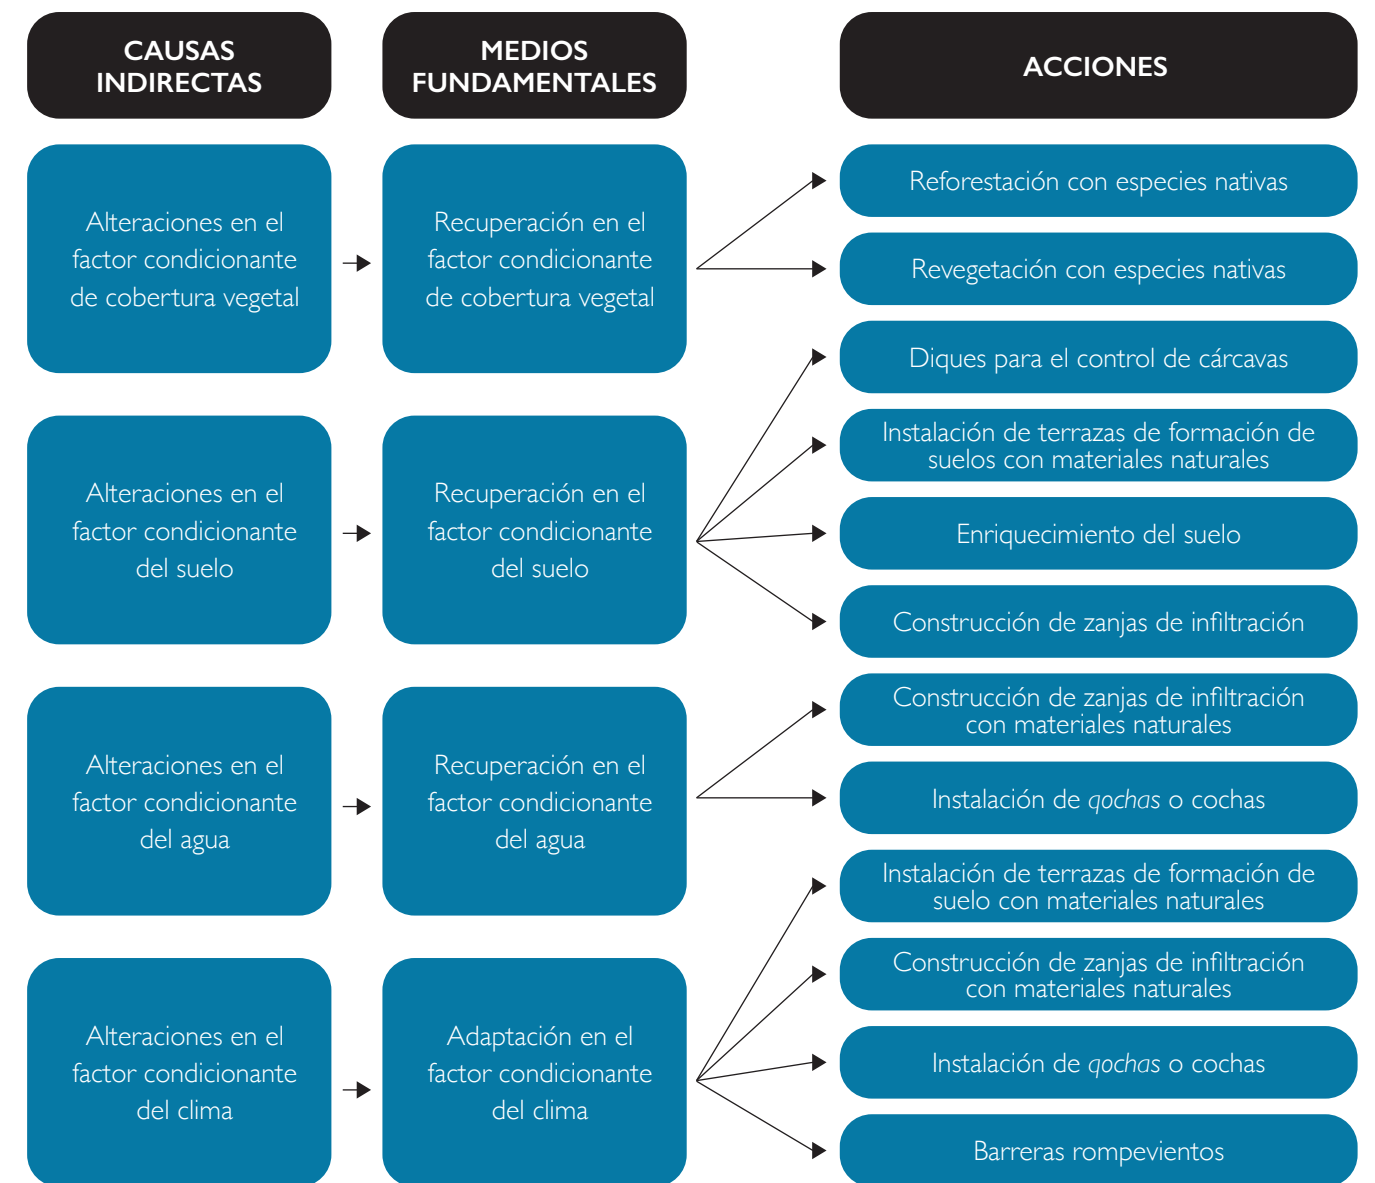 CAUSAS
INDIRECTAS
MEDIOS
FUNDAMENTALES
ACCIONES
Alteraciones en el
factor condicionante
de cobertura vegetal
Recuperación en el
factor condicionante
de cobertura vegetal
Reforestación con especies nativas
Revegetación con especies nativas
Alteraciones en el
factor condicionante
del suelo
Recuperación en el
factor condicionante
del suelo
Diques para el control de cárcavas
Instalación de terrazas de formación de
suelos con materiales naturales
Enriquecimiento del suelo
Construcción de zanjas de infiltración
Alteraciones en el
factor condicionante
del agua
Recuperación en el
factor condicionante
del agua
Construcción de zanjas de infiltración
con materiales naturales
Instalación de qochas o cochas
Alteraciones en el
factor condicionante
del clima
Adaptación en el
factor condicionante
del clima
Instalación de terrazas de formación de
suelo con materiales naturales
Construcción de zanjas de infiltración
con materiales naturales
Instalación de qochas o cochas
Barreras rompevientos